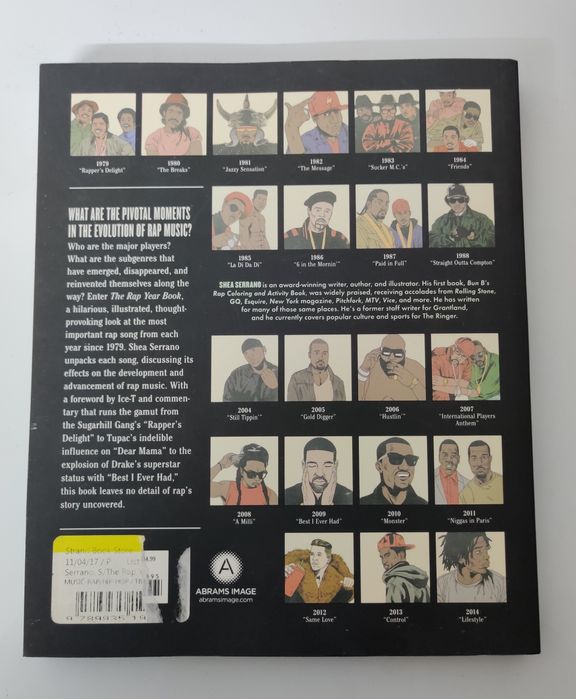 1979
"Rapper's Delight"
1980
"The Breaks"
1981
"Jazzy Sensation"
1982
"The Message"
1983
"Sucker M.C.'s"
1984
"Friends"
WHAT ARE THE PIVOTAL MOMENTS
IN THE EVOLUTION OF RAP MUSIC?
Who are the major players?
What are the subgenres that
have emerged, disappeared, and
reinvented themselves along the
way? Enter The Rap Year Book,
a hilarious, illustrated, thought-
provoking look at the most
important rap song from each
year since 1979. Shea Serrano
unpacks each song, discussing its
effects on the development and
advancement of rap music. With
a foreword by Ice-T and commen-
tary that runs the gamut from
the Sugarhill Gang's "Rapper's
Delight" to Tupac's indelible
influence on "Dear Mama" to the
explosion of Drake's superstar
status with "Best I Ever Had,"
this book leaves no detail of rap's
story uncovered.
1985
"La Di Da Di"
1986
"6 in the Mornin'"
1987
"Paid in Full"
1988
"Straight Outta Compton"
SHEA SERRANO is an award-winning writer, author, and illustrator. His first book, Bun B's
Rap Coloring and Activity Book, was widely praised, receiving accolades from Rolling Stone,
GQ, Esquire, New York magazine, Pitchfork, MTV, Vice, and more. He has written
for many of those same places. He's a former staff writer for Grantland,
and he currently covers popular culture and sports for The Ringer.
2004
"Still Tippin'"
2005
"Gold Digger"
2006
"Hustlin'"
2007
"International Players
Anthem"
2008
"A Milli"
2009
"Best I Ever Had"
2010
"Monster"
2011
"Niggas in Paris"
2012
"Same Love"
2013
"Control"
2014
"Lifestyle"
Strand Book Store
11/04/17 / P
Serrano, S/The Rap
A
ABRAMS IMAGE
abramsimage.com